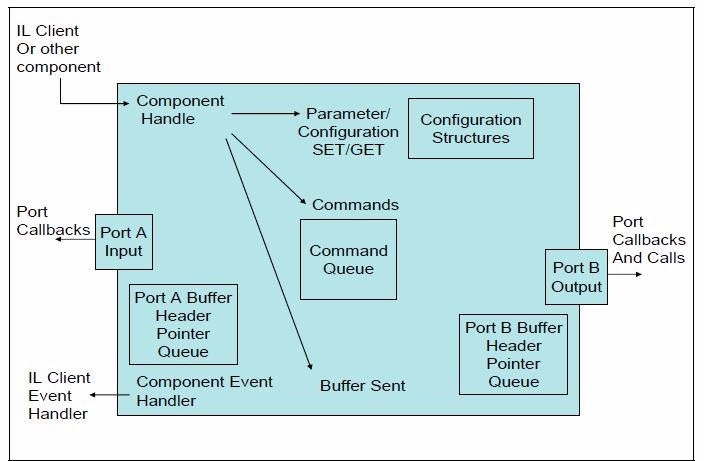 IL Client
Or other
component
Component
Handle
Parameter/
Configuration
SET/GET
Configuration
Structures
Commands
Command
Queue
Port
Callbacks
Port A
Input
Port
Callbacks
And Calls
Port B
Output
Port A Buffer
Header
Pointer
Queue
Port B Buffer
Header
Pointer
Queue
IL Client
Event
Handler
Component Event
Handler
Buffer Sent